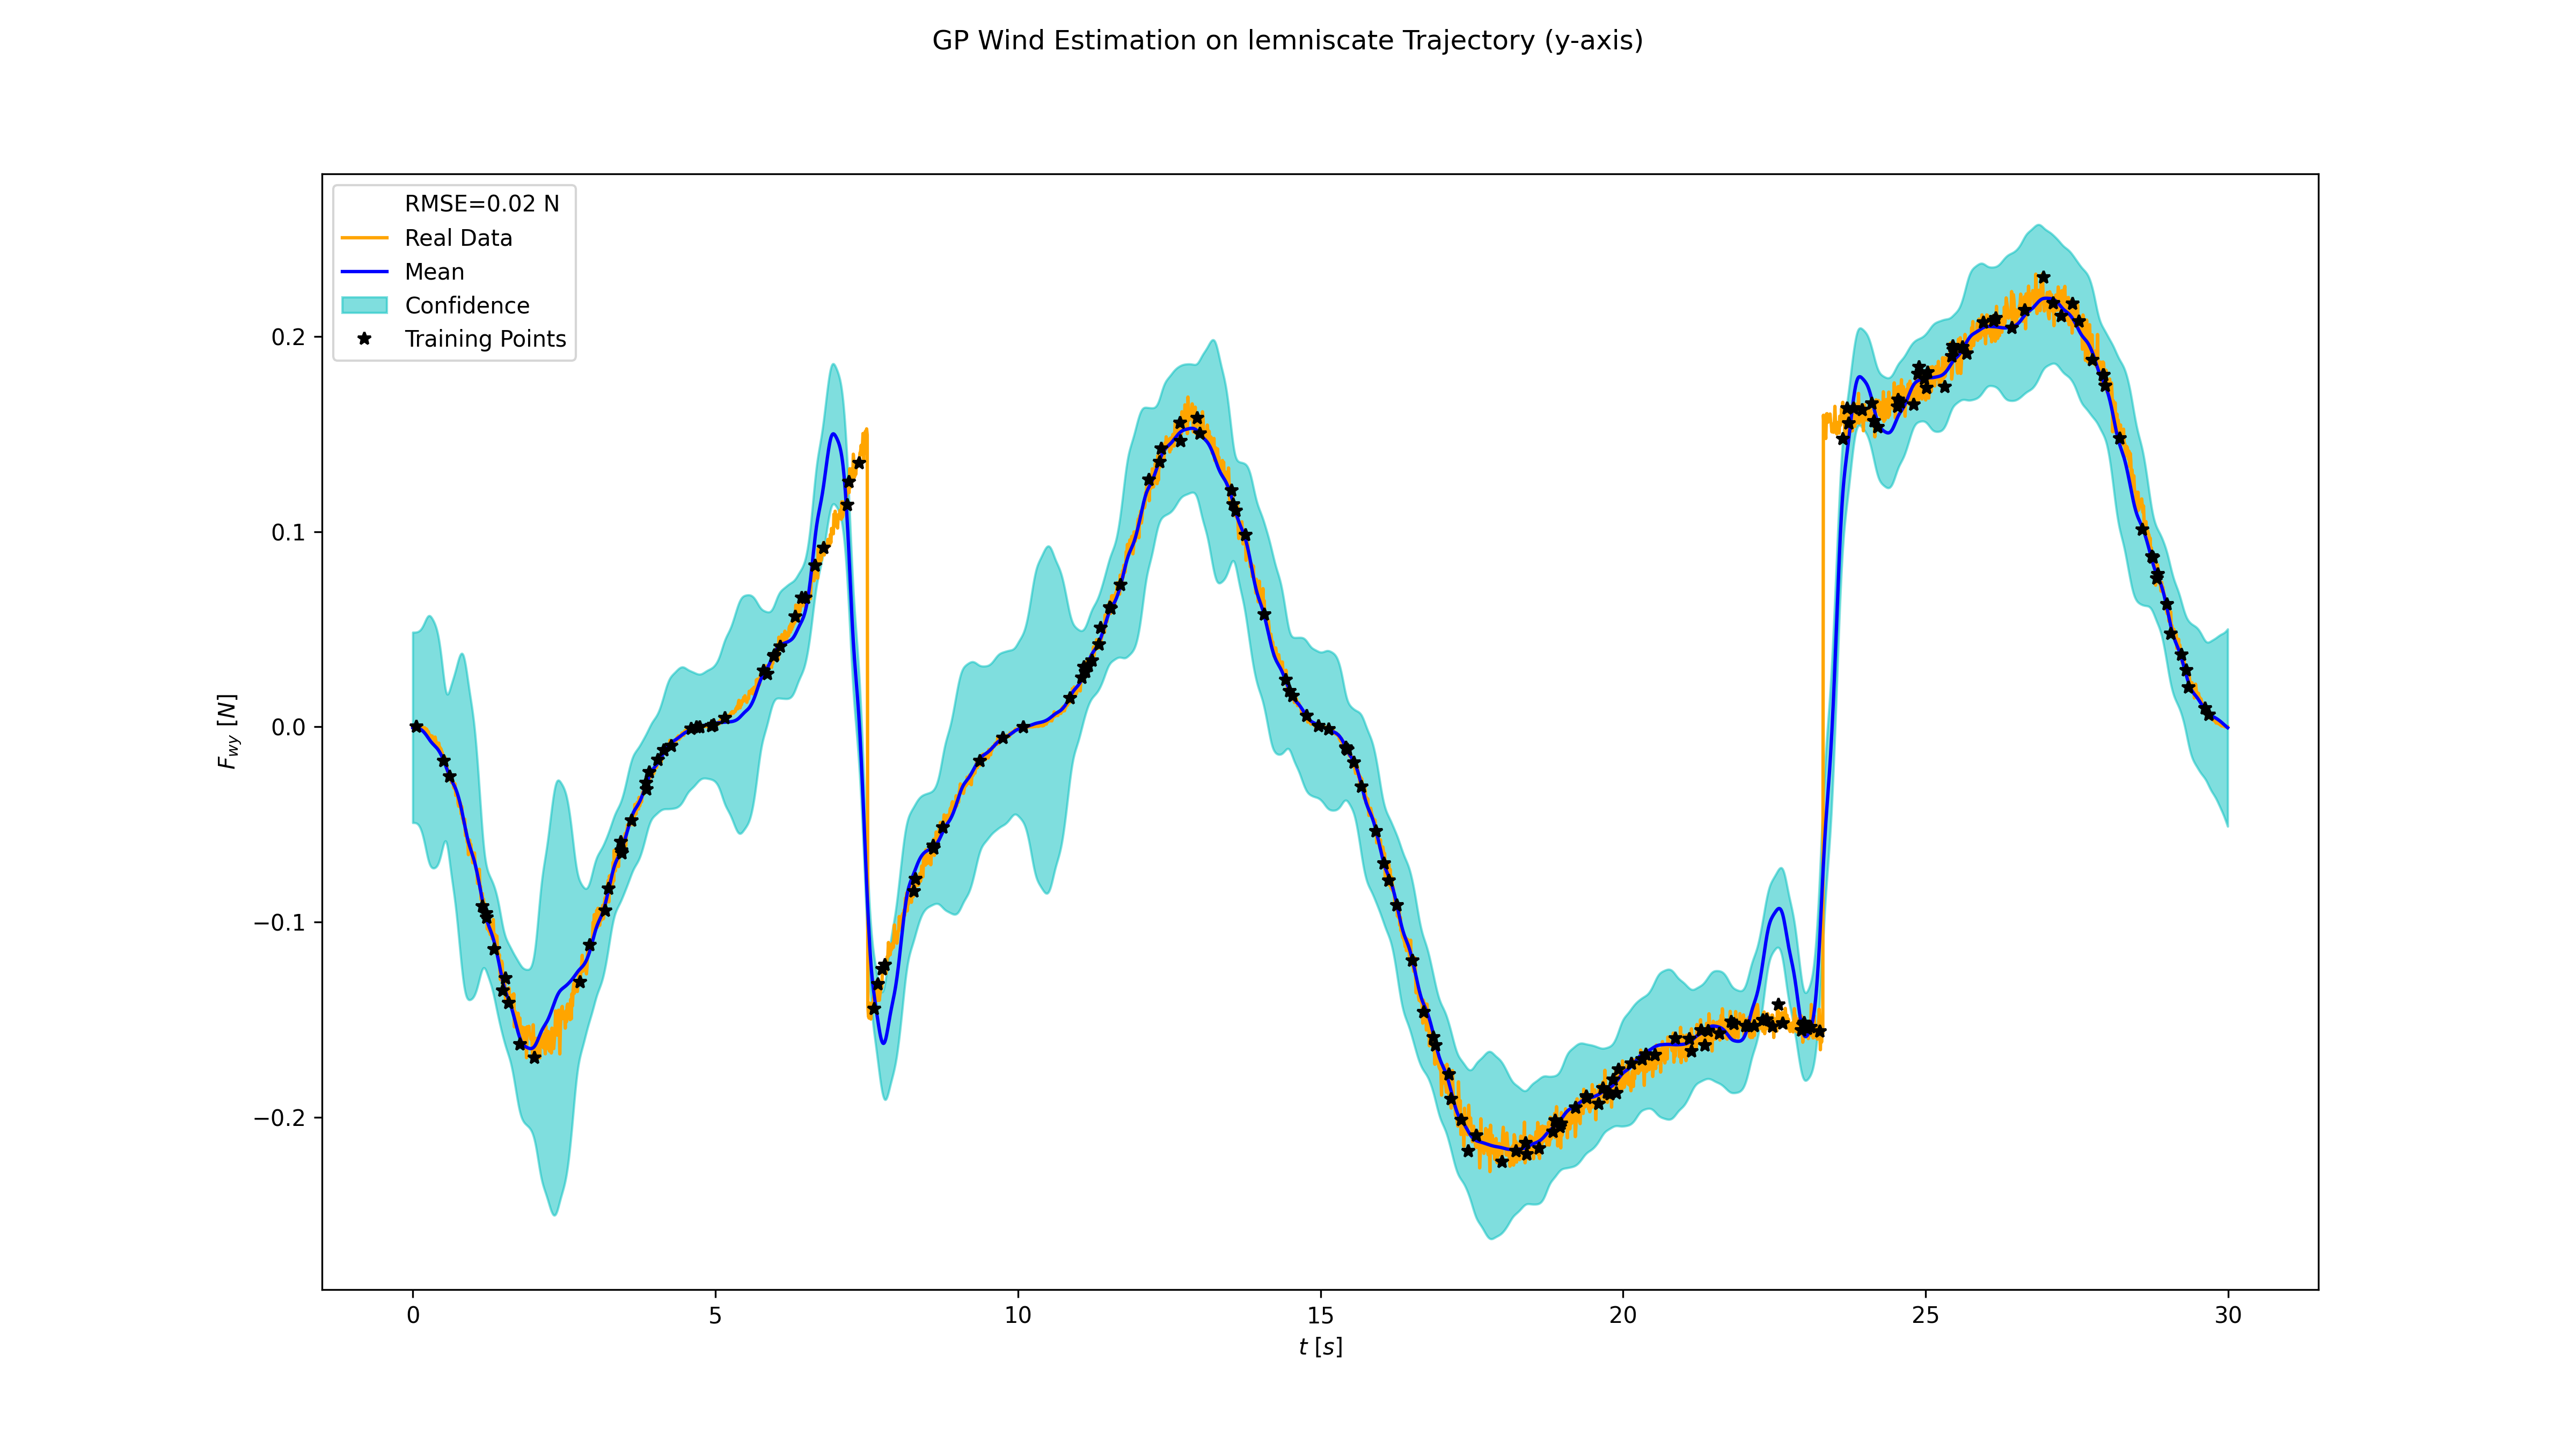 GP Wind Estimation on lemniscate Trajectory (y-axis)
RMSE=0.02 N
Real Data
Mean
Confidence
Training Points
0.2
0.1
0.0
−0.1
−0.2
F_wy [N]
0 5 10 15 20 25 30
t [s]